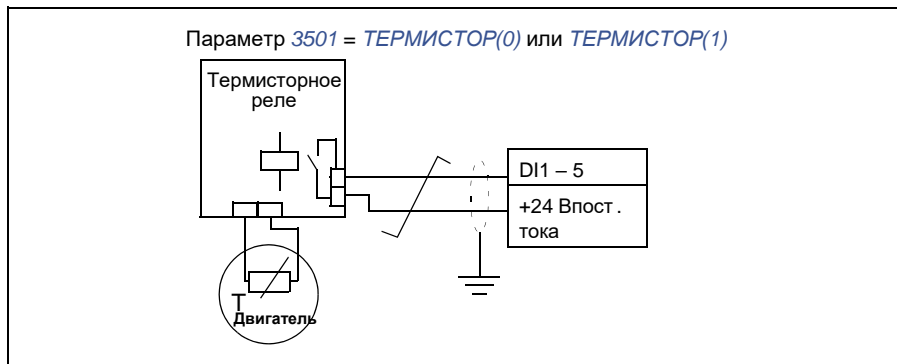 Параметр 3501 = ТЕРМИСТОР(0) или ТЕРМИСТОР(1)
Термисторное
реле
DI1 – 5
+24 Впост.
тока
T
Двигатель